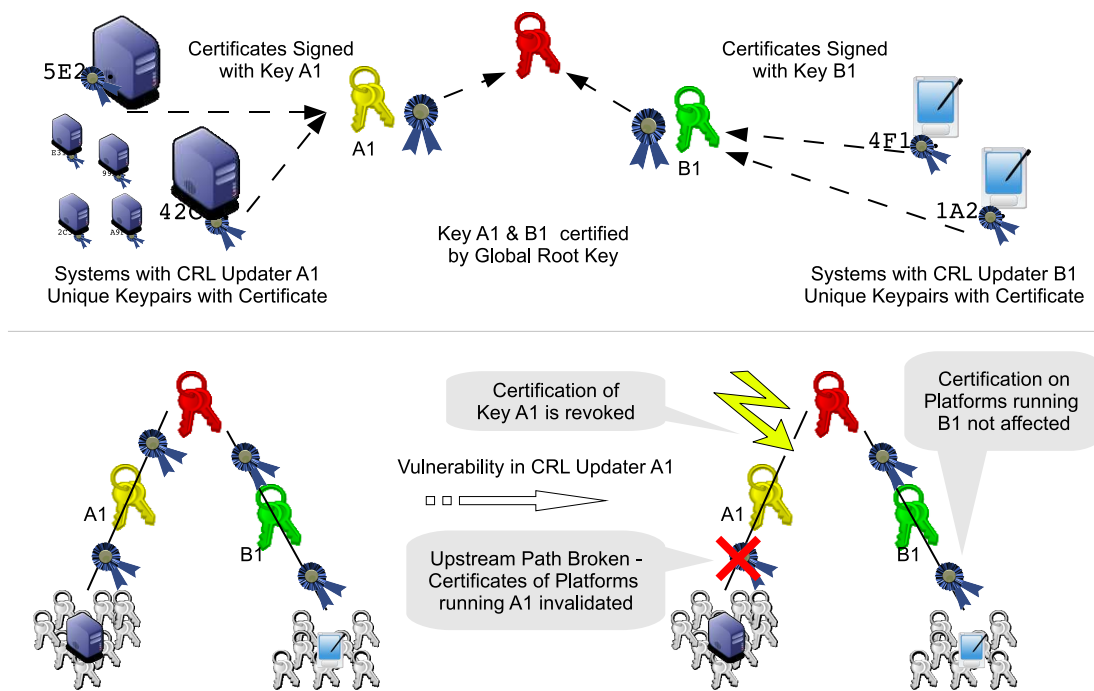 Certificates Signed
with Key A1
Certificates Signed
with Key B1
5E2
A1
B1
4F1
1A2
42C
2C5
Key A1 & B1 certified
by Global Root Key
Systems with CRL Updater A1
Unique Keypairs with Certificate
Systems with CRL Updater B1
Unique Keypairs with Certificate
Certification of
Key A1 is revoked
Certification on
Platforms running
B1 not affected
Vulnerability in CRL Updater A1
A1
B1
A1
B1
Upstream Path Broken -
Certificates of Platforms
running A1 invalidated